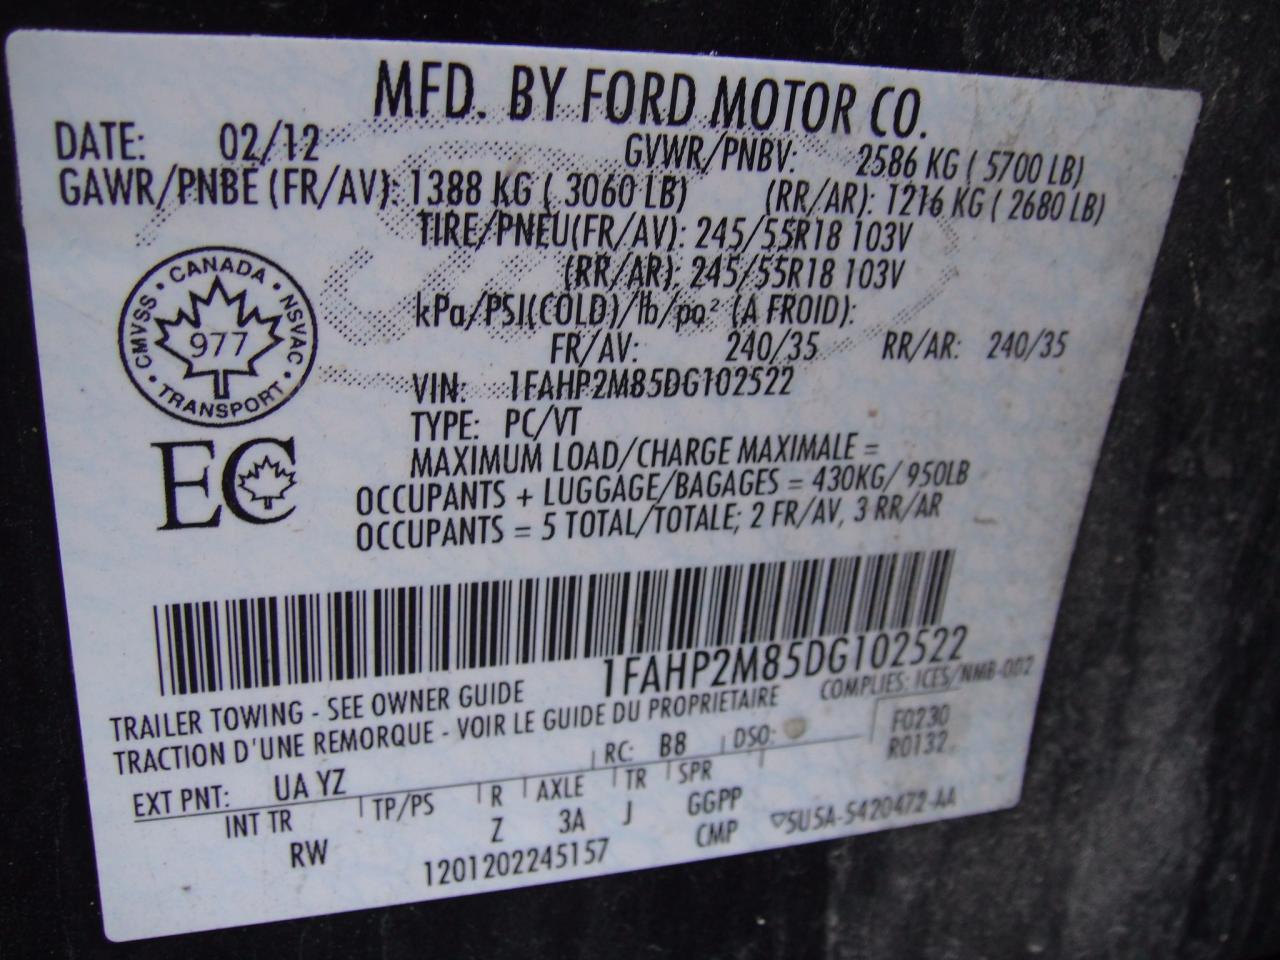 MFD. BY FORD MOTOR CO.
DATE: 02/12 GVWR/PNBV: 2586 KG ( 5700 LB)
GAWR/PNBE (FR/AV): 1388 KG ( 3060 LB) (RR/AR): 1216 KG ( 2680 LB)
TIRE/PNEU(FR/AV): 245/55R18 103V
(RR/AR): 245/55R18 103V
kPa/PSI(COLD)/lb/po² (A FROID):
FR/AV: 240/35 RR/AR: 240/35
VIN: 1FAHP2M85DG102522
TYPE: PC/VT
CANADA
CMVSS • NSVAC
977
TRANSPORT
EC
MAXIMUM LOAD/CHARGE MAXIMALE =
OCCUPANTS + LUGGAGE/BAGAGES = 430KG/ 950LB
OCCUPANTS = 5 TOTAL/TOTALE; 2 FR/AV, 3 RR/AR
1FAHP2M85DG102522
TRAILER TOWING - SEE OWNER GUIDE
COMPLIES: ICES/NMB-002
TRACTION D'UNE REMORQUE - VOIR LE GUIDE DU PROPRIETAIRE
EXT PNT: UA YZ RC: B8 DSO: F0230
R0132
INT TR TP/PS R AXLE TR SPR
RW Z 3A J GGPP
CMP
1201202245157
▽5U5A-5420472-AA